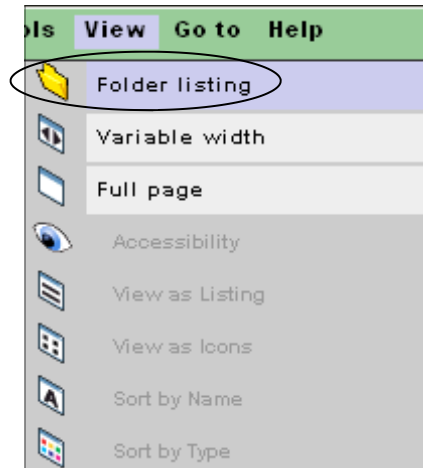 ols View Go to Help
Folder listing
Variable width
Full page
Accessibility
View as Listing
View as Icons
Sort by Name
Sort by Type